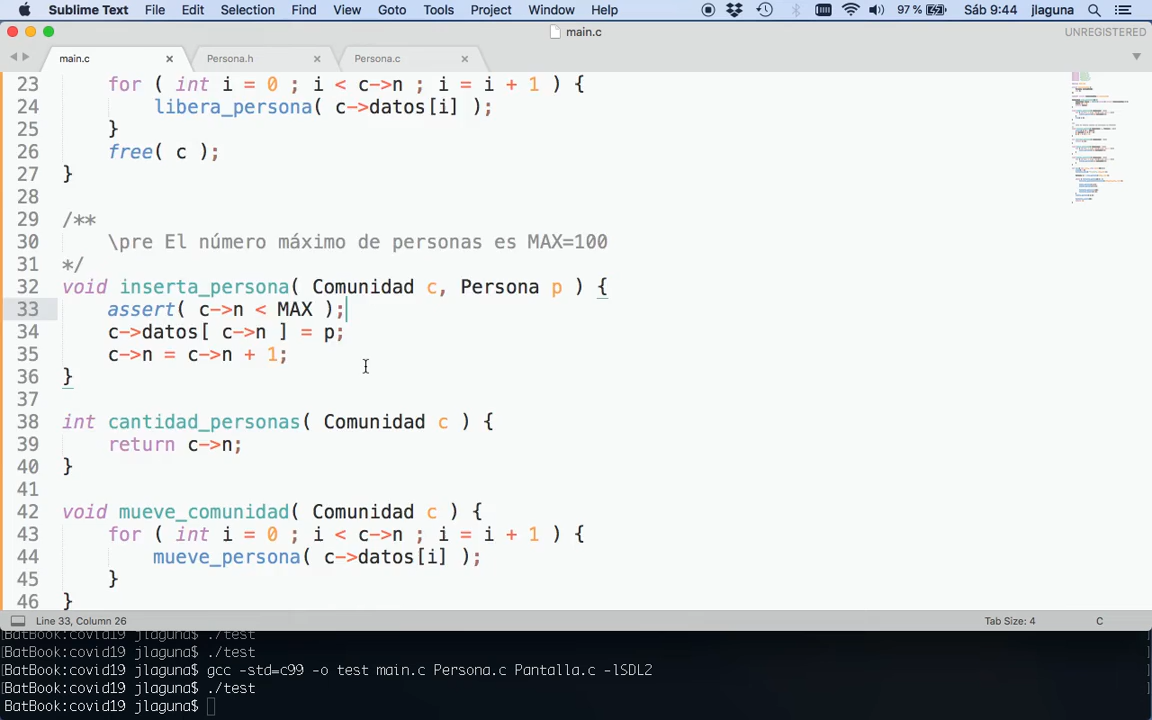 Sublime Text File Edit Selection Find View Goto Tools Project Window Help 97 % Sáb 9:44 jlaguna
main.c
UNREGISTERED
main.c × Persona.h × Persona.c ×
23 for ( int i = 0 ; i < c->n ; i = i + 1 ) {
24 libera_persona( c->datos[i] );
25 }
26 free( c );
27 }
28
29 /**
30 \pre El número máximo de personas es MAX=100
31 */
32 void inserta_persona( Comunidad c, Persona p ) {
33 assert( c->n < MAX );
34 c->datos[ c->n ] = p;
35 c->n = c->n + 1;
36 }
37
38 int cantidad_personas( Comunidad c ) {
39 return c->n;
40 }
41
42 void mueve_comunidad( Comunidad c ) {
43 for ( int i = 0 ; i < c->n ; i = i + 1 ) {
44 mueve_persona( c->datos[i] );
45 }
46 }
Line 33, Column 26 Tab Size: 4 C
[BatBook:covid19 jlaguna$ ./test ]
[BatBook:covid19 jlaguna$ ./test ]
[BatBook:covid19 jlaguna$ gcc -std=c99 -o test main.c Persona.c Pantalla.c -lSDL2 ]
[BatBook:covid19 jlaguna$ ./test ]
BatBook:covid19 jlaguna$